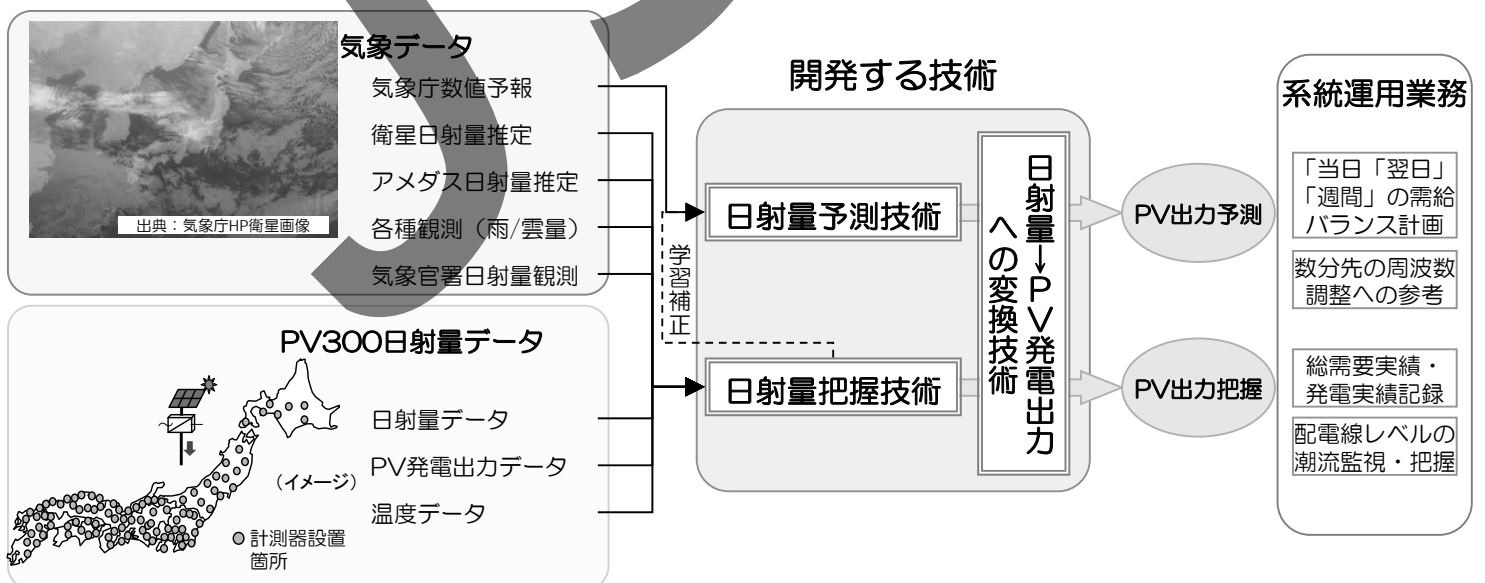 気象データ
気象庁数値予報
衛星日射量推定
アメダス日射量推定
各種観測（雨/雲量）
気象官署日射量観測
出典：気象庁HP衛星画像
PV300日射量データ
日射量データ
PV発電出力データ
温度データ
（イメージ）
計測器設置
箇所
開発する技術
日射量予測技術
学習補正
日射量把握技術
日射量→PV発電出力
への変換技術
PV出力予測
PV出力把握
系統運用業務
「当日「翌日」
「週間」の需給
バランス計画
数分先の周波数
調整への参考
総需要実績・
発電実績記録
配電線レベルの
潮流監視・把握